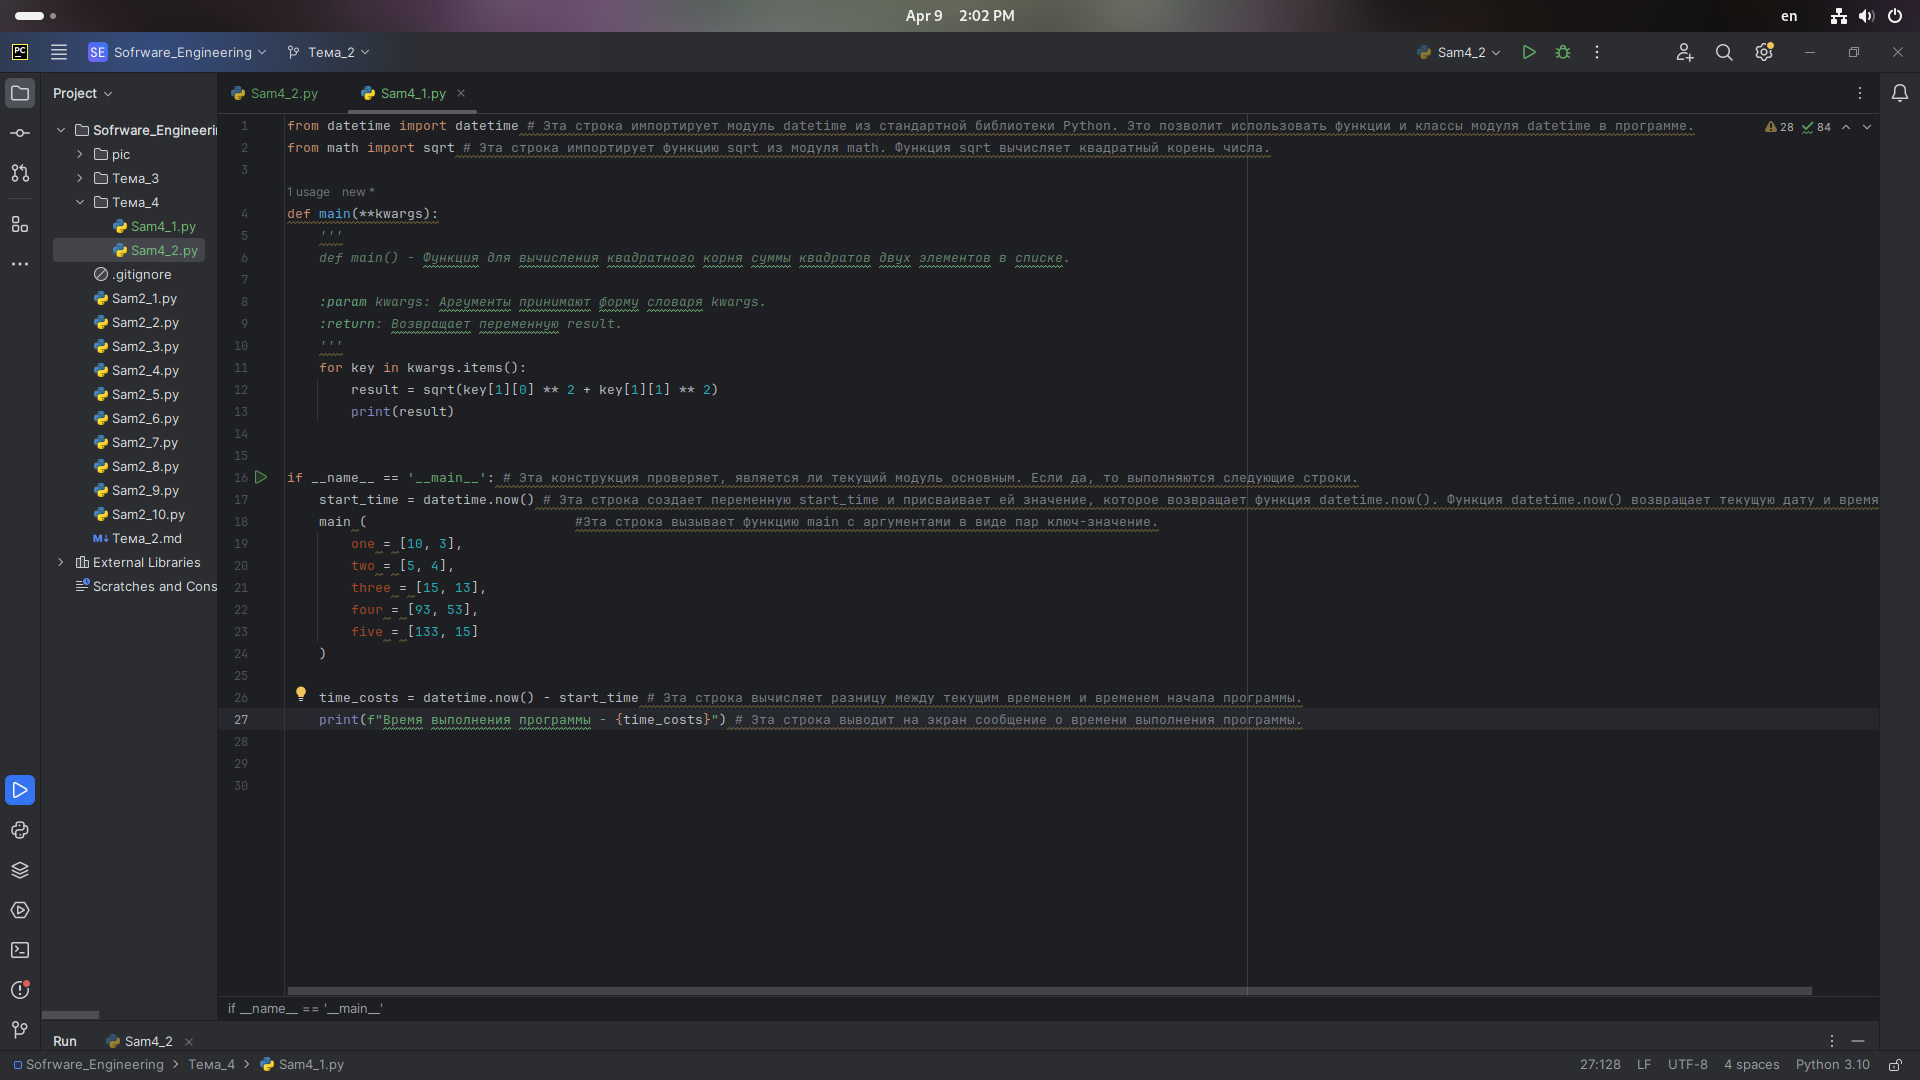 Apr 9 2:02 PM
en
PC
SE Sofrware_Engineering Тема_2
Sam4_2
Project
Sofrware_Engineeri
pic
Тема_3
Тема_4
Sam4_1.py
Sam4_2.py
.gitignore
Sam2_1.py
Sam2_2.py
Sam2_3.py
Sam2_4.py
Sam2_5.py
Sam2_6.py
Sam2_7.py
Sam2_8.py
Sam2_9.py
Sam2_10.py
M↓ Тема_2.md
External Libraries
Scratches and Cons
Sam4_2.py Sam4_1.py
28 84
1 from datetime import datetime # Эта строка импортирует модуль datetime из стандартной библиотеки Python. Это позволит использовать функции и классы модуля datetime в программе.
2 from math import sqrt # Эта строка импортирует функцию sqrt из модуля math. Функция sqrt вычисляет квадратный корень числа.
3
1 usage new *
4 def main(**kwargs):
5 '''
6 def main() - Функция для вычисления квадратного корня суммы квадратов двух элементов в списке.
7
8 :param kwargs: Аргументы принимают форму словаря kwargs.
9 :return: Возвращает переменную result.
10 '''
11 for key in kwargs.items():
12 result = sqrt(key[1][0] ** 2 + key[1][1] ** 2)
13 print(result)
14
15
16 if __name__ == '__main__': # Эта конструкция проверяет, является ли текущий модуль основным. Если да, то выполняются следующие строки.
17 start_time = datetime.now() # Эта строка создает переменную start_time и присваивает ей значение, которое возвращает функция datetime.now(). Функция datetime.now() возвращает текущую дату и время
18 main ( #Эта строка вызывает функцию main с аргументами в виде пар ключ-значение.
19 one = [10, 3],
20 two = [5, 4],
21 three = [15, 13],
22 four = [93, 53],
23 five = [133, 15]
24 )
25
26 time_costs = datetime.now() - start_time # Эта строка вычисляет разницу между текущим временем и временем начала программы.
27 print(f"Время выполнения программы - {time_costs}") # Эта строка выводит на экран сообщение о времени выполнения программы.
28
29
30
if __name__ == '__main__'
Run Sam4_2
Sofrware_Engineering Тема_4 Sam4_1.py
27:128 LF UTF-8 4 spaces Python 3.10